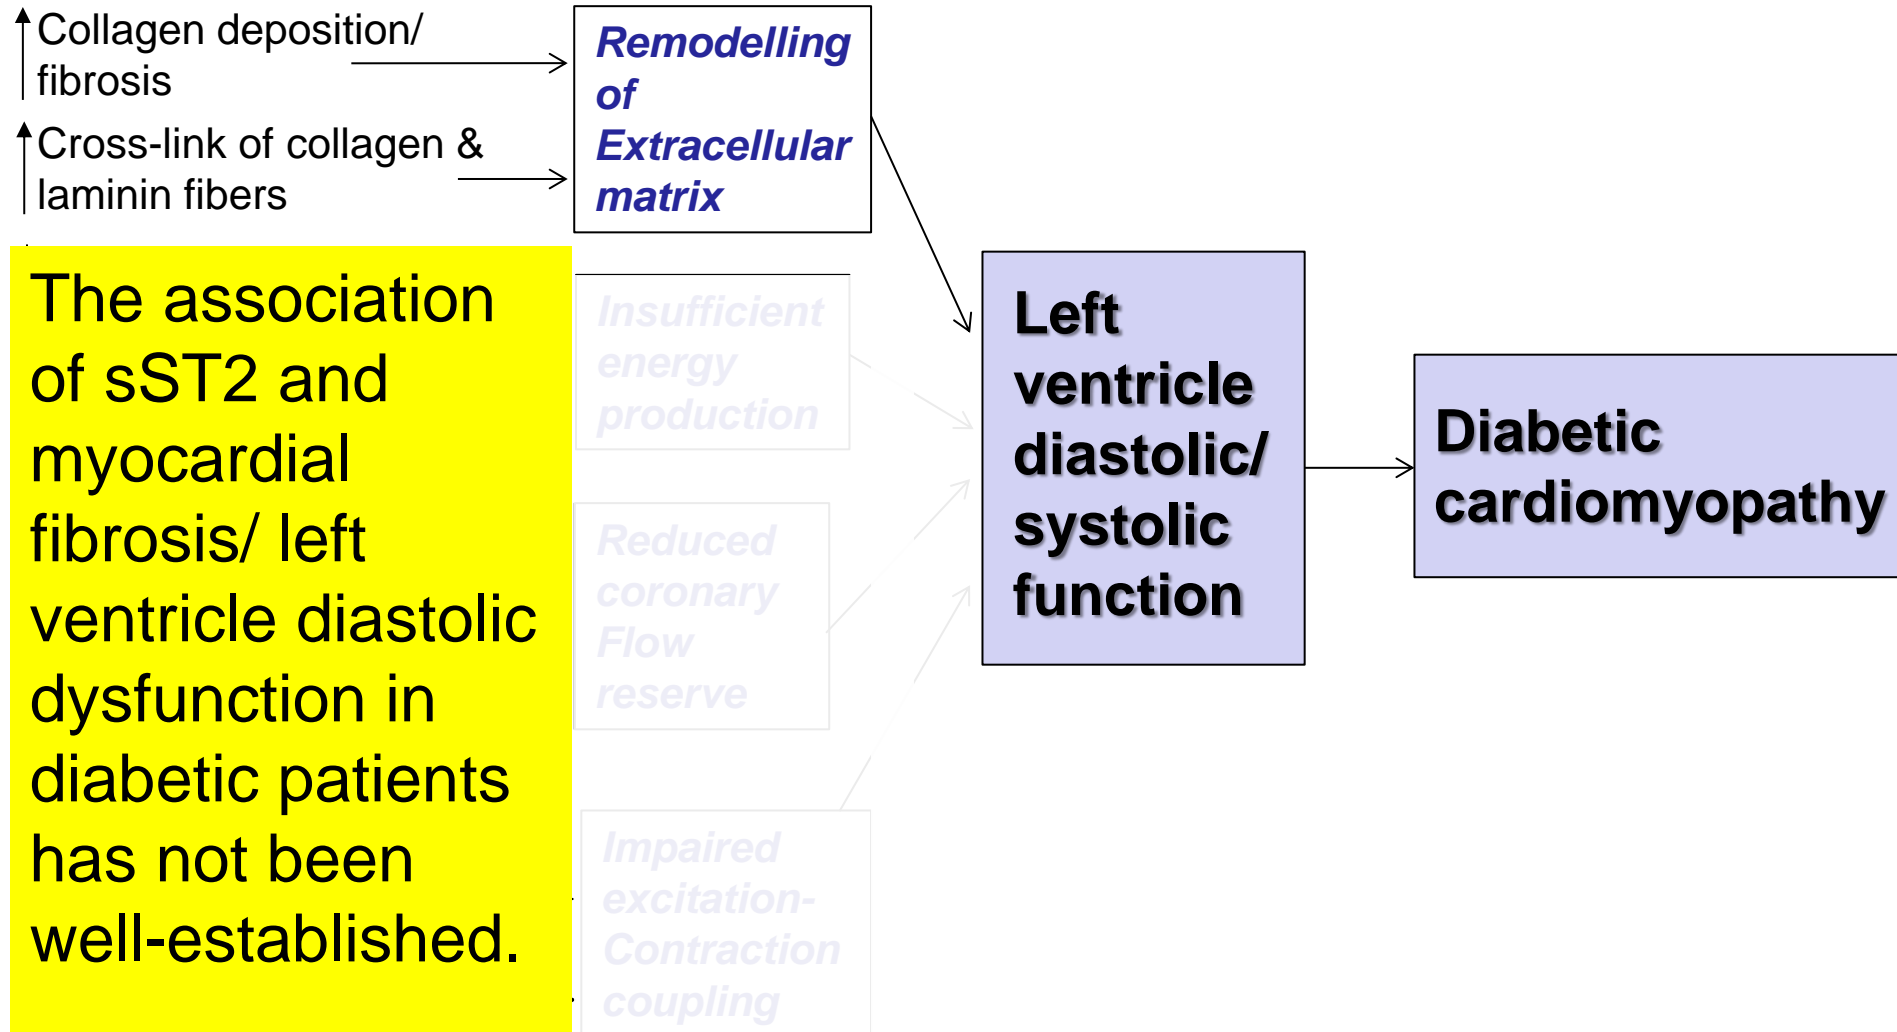 Collagen deposition/
fibrosis
Cross-link of collagen &
laminin fibers
Remodelling
of
Extracellular
matrix
The association
of sST2 and
myocardial
fibrosis/ left
ventricle diastolic
dysfunction in
diabetic patients
has not been
well-established.
Insufficient
energy
production
Reduced
coronary
Flow
reserve
Impaired
excitation-
Contraction
coupling
Left
ventricle
diastolic/
systolic
function
Diabetic
cardiomyopathy